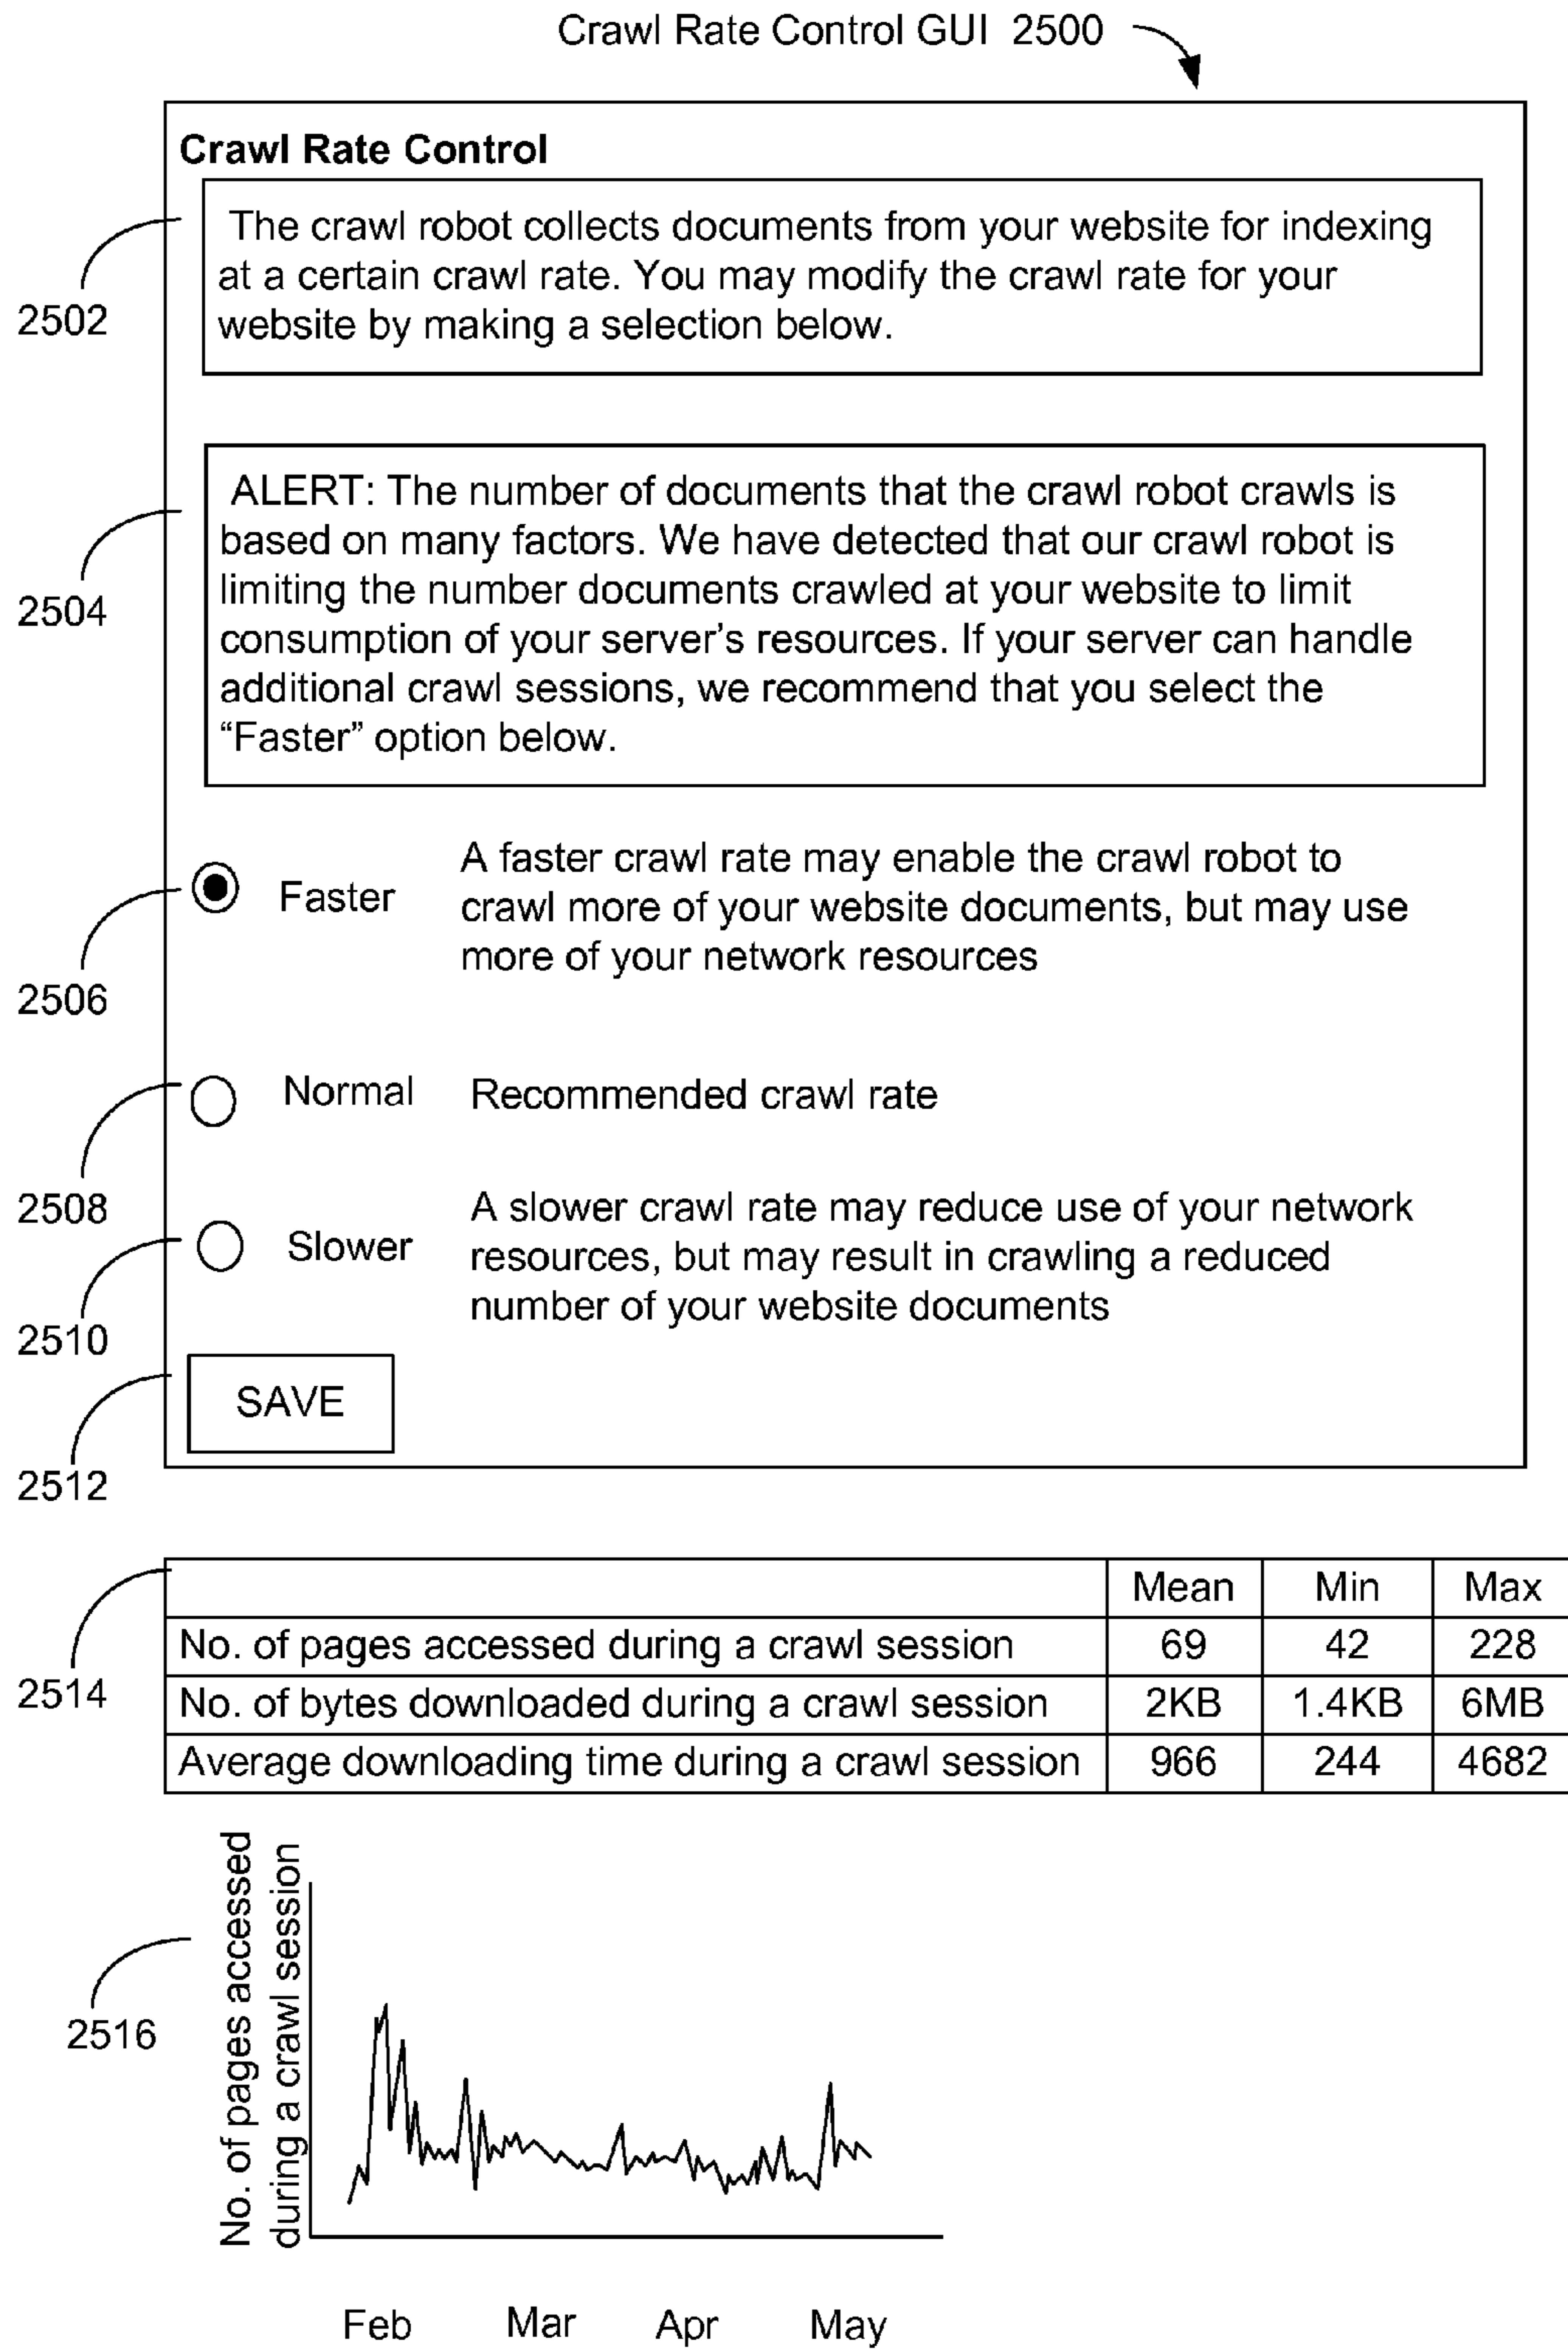 Crawl Rate Control GUI 2500
Crawl Rate Control
The crawl robot collects documents from your website for indexing
at a certain crawl rate. You may modify the crawl rate for your
website by making a selection below.
2502
ALERT: The number of documents that the crawl robot crawls is
based on many factors. We have detected that our crawl robot is
limiting the number documents crawled at your website to limit
consumption of your server's resources. If your server can handle
additional crawl sessions, we recommend that you select the
“Faster” option below.
2504
Faster
A faster crawl rate may enable the crawl robot to
crawl more of your website documents, but may use
more of your network resources
2506
Normal Recommended crawl rate
2508
Slower
A slower crawl rate may reduce use of your network
resources, but may result in crawling a reduced
number of your website documents
2510
SAVE
2512
Mean Min Max
No. of pages accessed during a crawl session 69 42 228
No. of bytes downloaded during a crawl session 2KB 1.4KB 6MB
Average downloading time during a crawl session 966 244 4682
2514
No. of pages accessed
during a crawl session
2516
Feb Mar Apr May